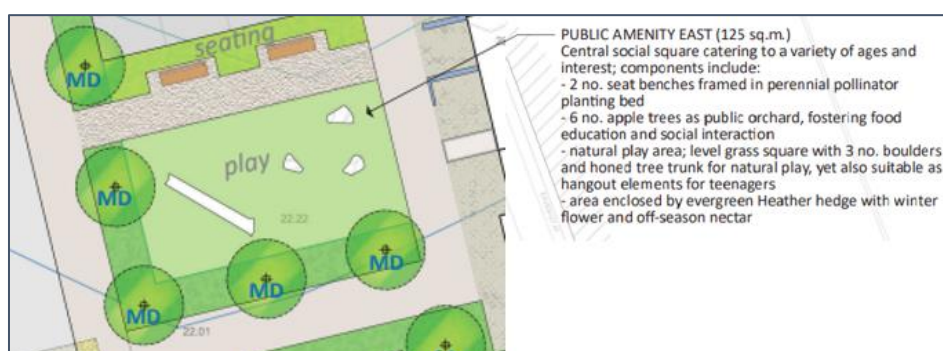 seating
MD
MD
play
22.22
MD
MD
MD
22.01
PUBLIC AMENITY EAST (125 sq.m.)
Central social square catering to a variety of ages and
interest; components include:
- 2 no. seat benches framed in perennial pollinator
planting bed
- 6 no. apple trees as public orchard, fostering food
education and social interaction
- natural play area; level grass square with 3 no. boulders
and honed tree trunk for natural play, yet also suitable as
hangout elements for teenagers
- area enclosed by evergreen Heather hedge with winter
flower and off-season nectar